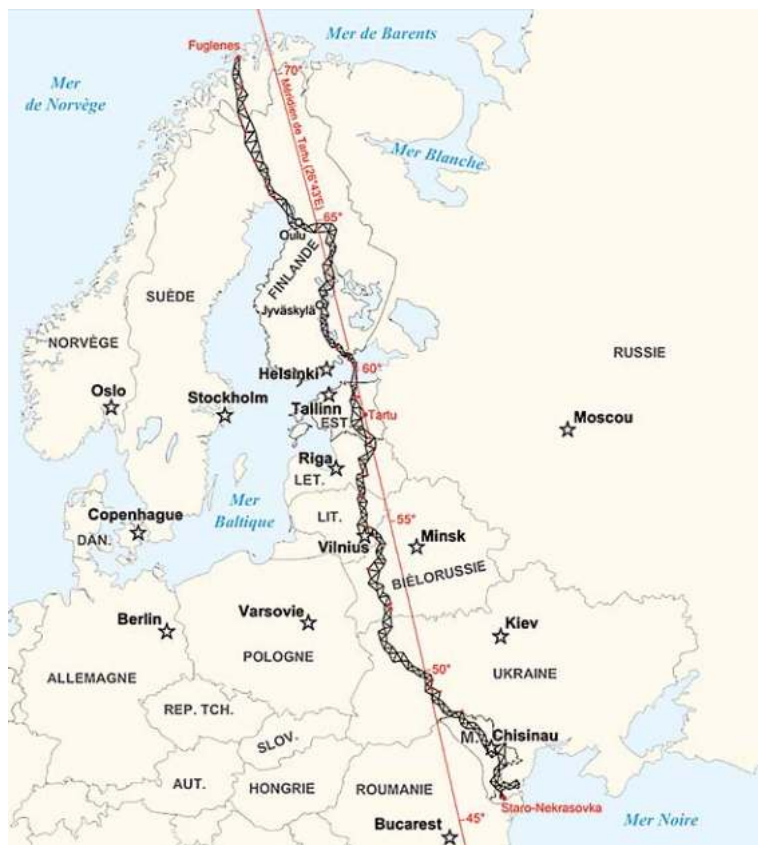 Fuglenes
Mer de Barents
Mer
de Norvège
70°
Méridien de Tartu (26°43'E)
Mer Blanche
65°
Oulu
FINLANDE
SUÈDE
Jyväskylä
NORVÈGE
RUSSIE
60°
Helsinki
Oslo
Stockholm
Tallinn
Tartu
EST.
Moscou
Riga
LET.
Mer
Baltique
Copenhague
DAN.
LIT.
55°
Vilnius
Minsk
BIÉLORUSSIE
Berlin
Varsovie
Kiev
POLOGNE
ALLEMAGNE
50°
UKRAINE
REP. TCH.
M.
Chisinau
SLOV.
AUT.
HONGRIE
ROUMANIE
Staro-Nekrasovka
45°
Bucarest
Mer Noire